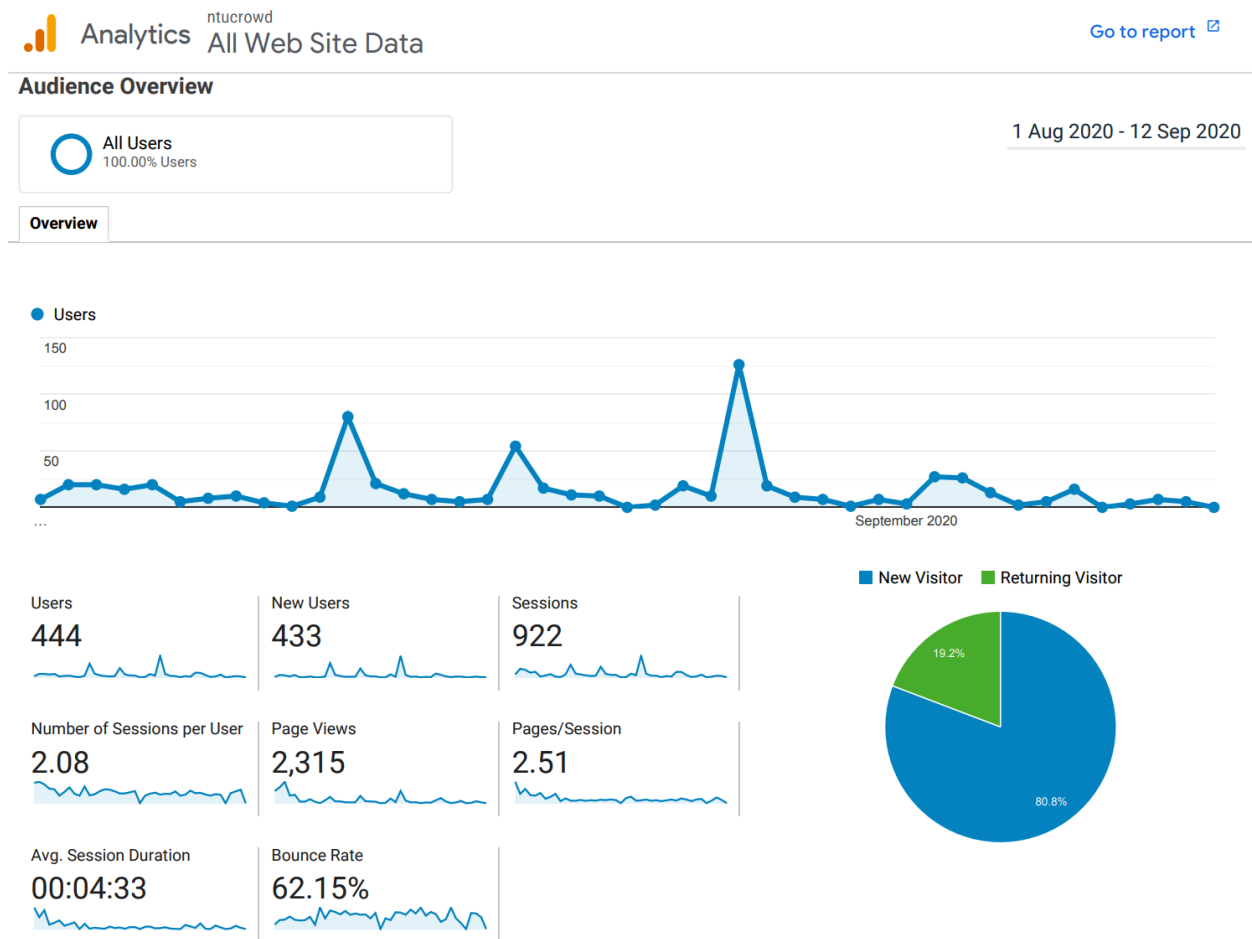 Analytics
ntucrowd
All Web Site Data
Go to report
Audience Overview
All Users
100.00% Users
1 Aug 2020 - 12 Sep 2020
Overview
Users
150
100
50
...
September 2020
New Visitor
Returning Visitor
Users
444
New Users
433
Sessions
922
Number of Sessions per User
2.08
Page Views
2,315
Pages/Session
2.51
Avg. Session Duration
00:04:33
Bounce Rate
62.15%
19.2%
80.8%